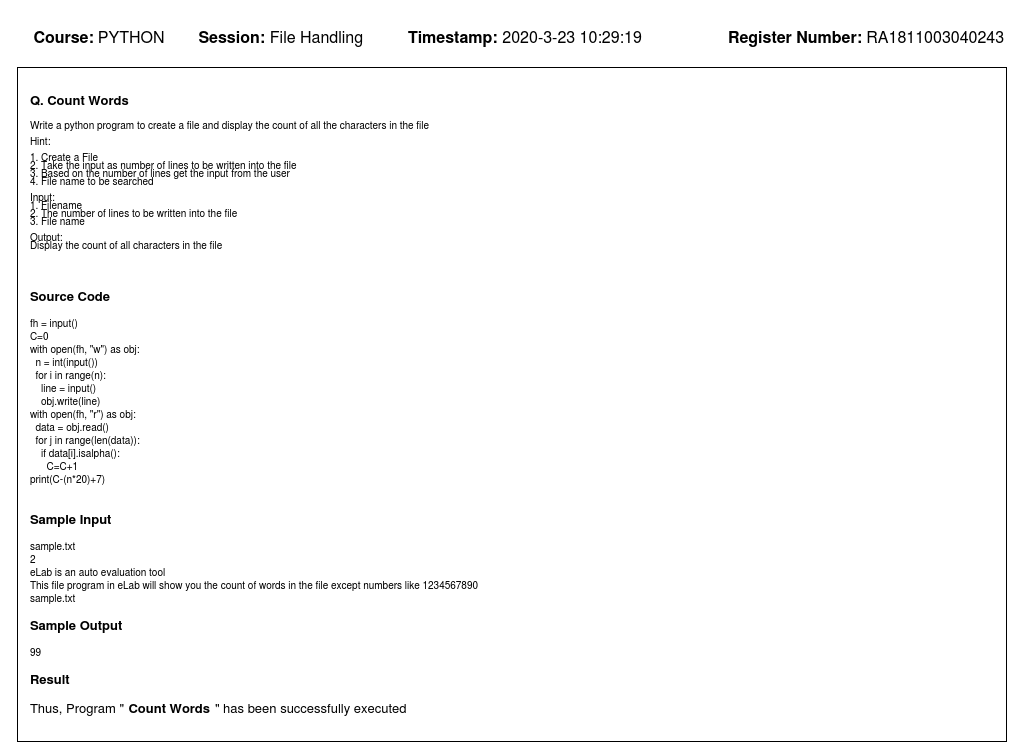 Course: PYTHON Session: File Handling Timestamp: 2020-3-23 10:29:19 Register Number: RA1811003040243
Q. Count Words
Write a python program to create a file and display the count of all the characters in the file
Hint:
1. Create a File
2. Take the input as number of lines to be written into the file
3. Based on the number of lines get the input from the user
4. File name to be searched
Input:
1. Filename
2. The number of lines to be written into the file
3. File name
Output:
Display the count of all characters in the file
Source Code
fh = input()
C=0
with open(fh, "w") as obj:
  n = int(input())
  for i in range(n):
    line = input()
    obj.write(line)
with open(fh, "r") as obj:
  data = obj.read()
  for j in range(len(data)):
    if data[i].isalpha():
      C=C+1
print(C-(n*20)+7)
Sample Input
sample.txt
2
eLab is an auto evaluation tool
This file program in eLab will show you the count of words in the file except numbers like 1234567890
sample.txt
Sample Output
99
Result
Thus, Program " Count Words " has been successfully executed